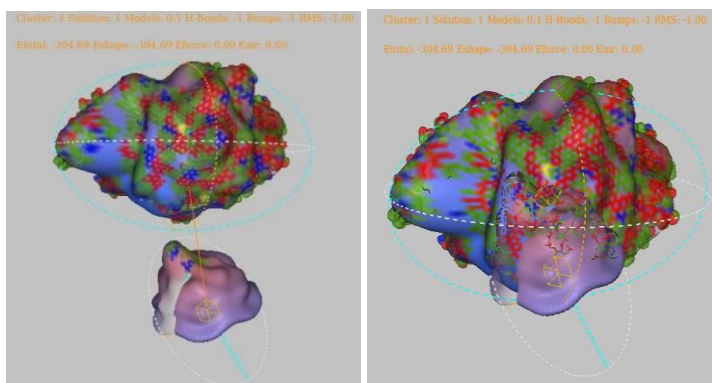 Cluster: 1 Solution: 1 Models: 0:1 H-Bonds: -1 Bumps: -1 RMS: -1.00
Etotal: -304.69 Eshape: -304.69 Eforce: 0.00 Eair: 0.00
Cluster: 1 Solution: 1 Models: 0:1 H-Bonds: -1 Bumps: -1 RMS: -1.00
Etotal: -304.69 Eshape: -304.69 Eforce: 0.00 Eair: 0.00